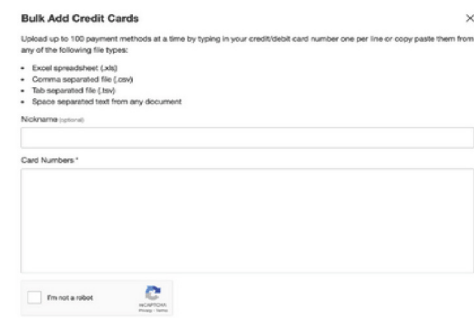 Bulk Add Credit Cards
Upload up to 100 payment methods at a time by typing in your credit/debit card number one per line or copy paste them from
any of the following file types:
• Excel spreadsheet (.xls)
• Comma separated file (.csv)
• Tab separated file (.tsv)
• Space separated text from any document
Nickname (optional)
Card Numbers *
I'm not a robot
reCAPTCHA
Privacy - Terms